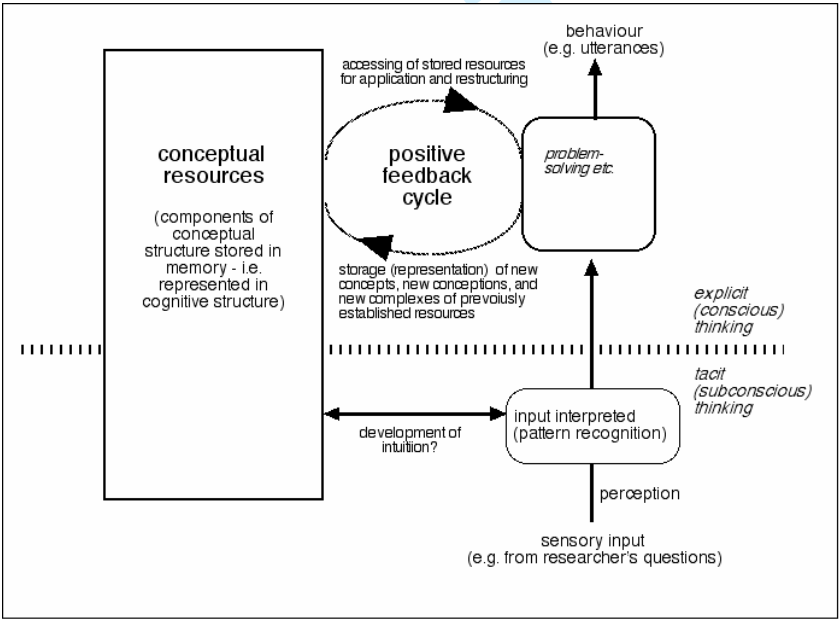 behaviour
(e.g. utterances)
accessing of stored resources
for application and restructuring
conceptual
resources
(components of
conceptual
structure stored in
memory - i.e.
represented in
cognitive structure)
positive
feedback
cycle
problem-
solving etc.
storage (representation) of new
concepts, new conceptions, and
new complexes of prevoiusly
established resources
explicit
(conscious)
thinking
tacit
(subconscious)
thinking
input interpreted
(pattern recognition)
development of
intuition?
perception
sensory input
(e.g. from researcher's questions)